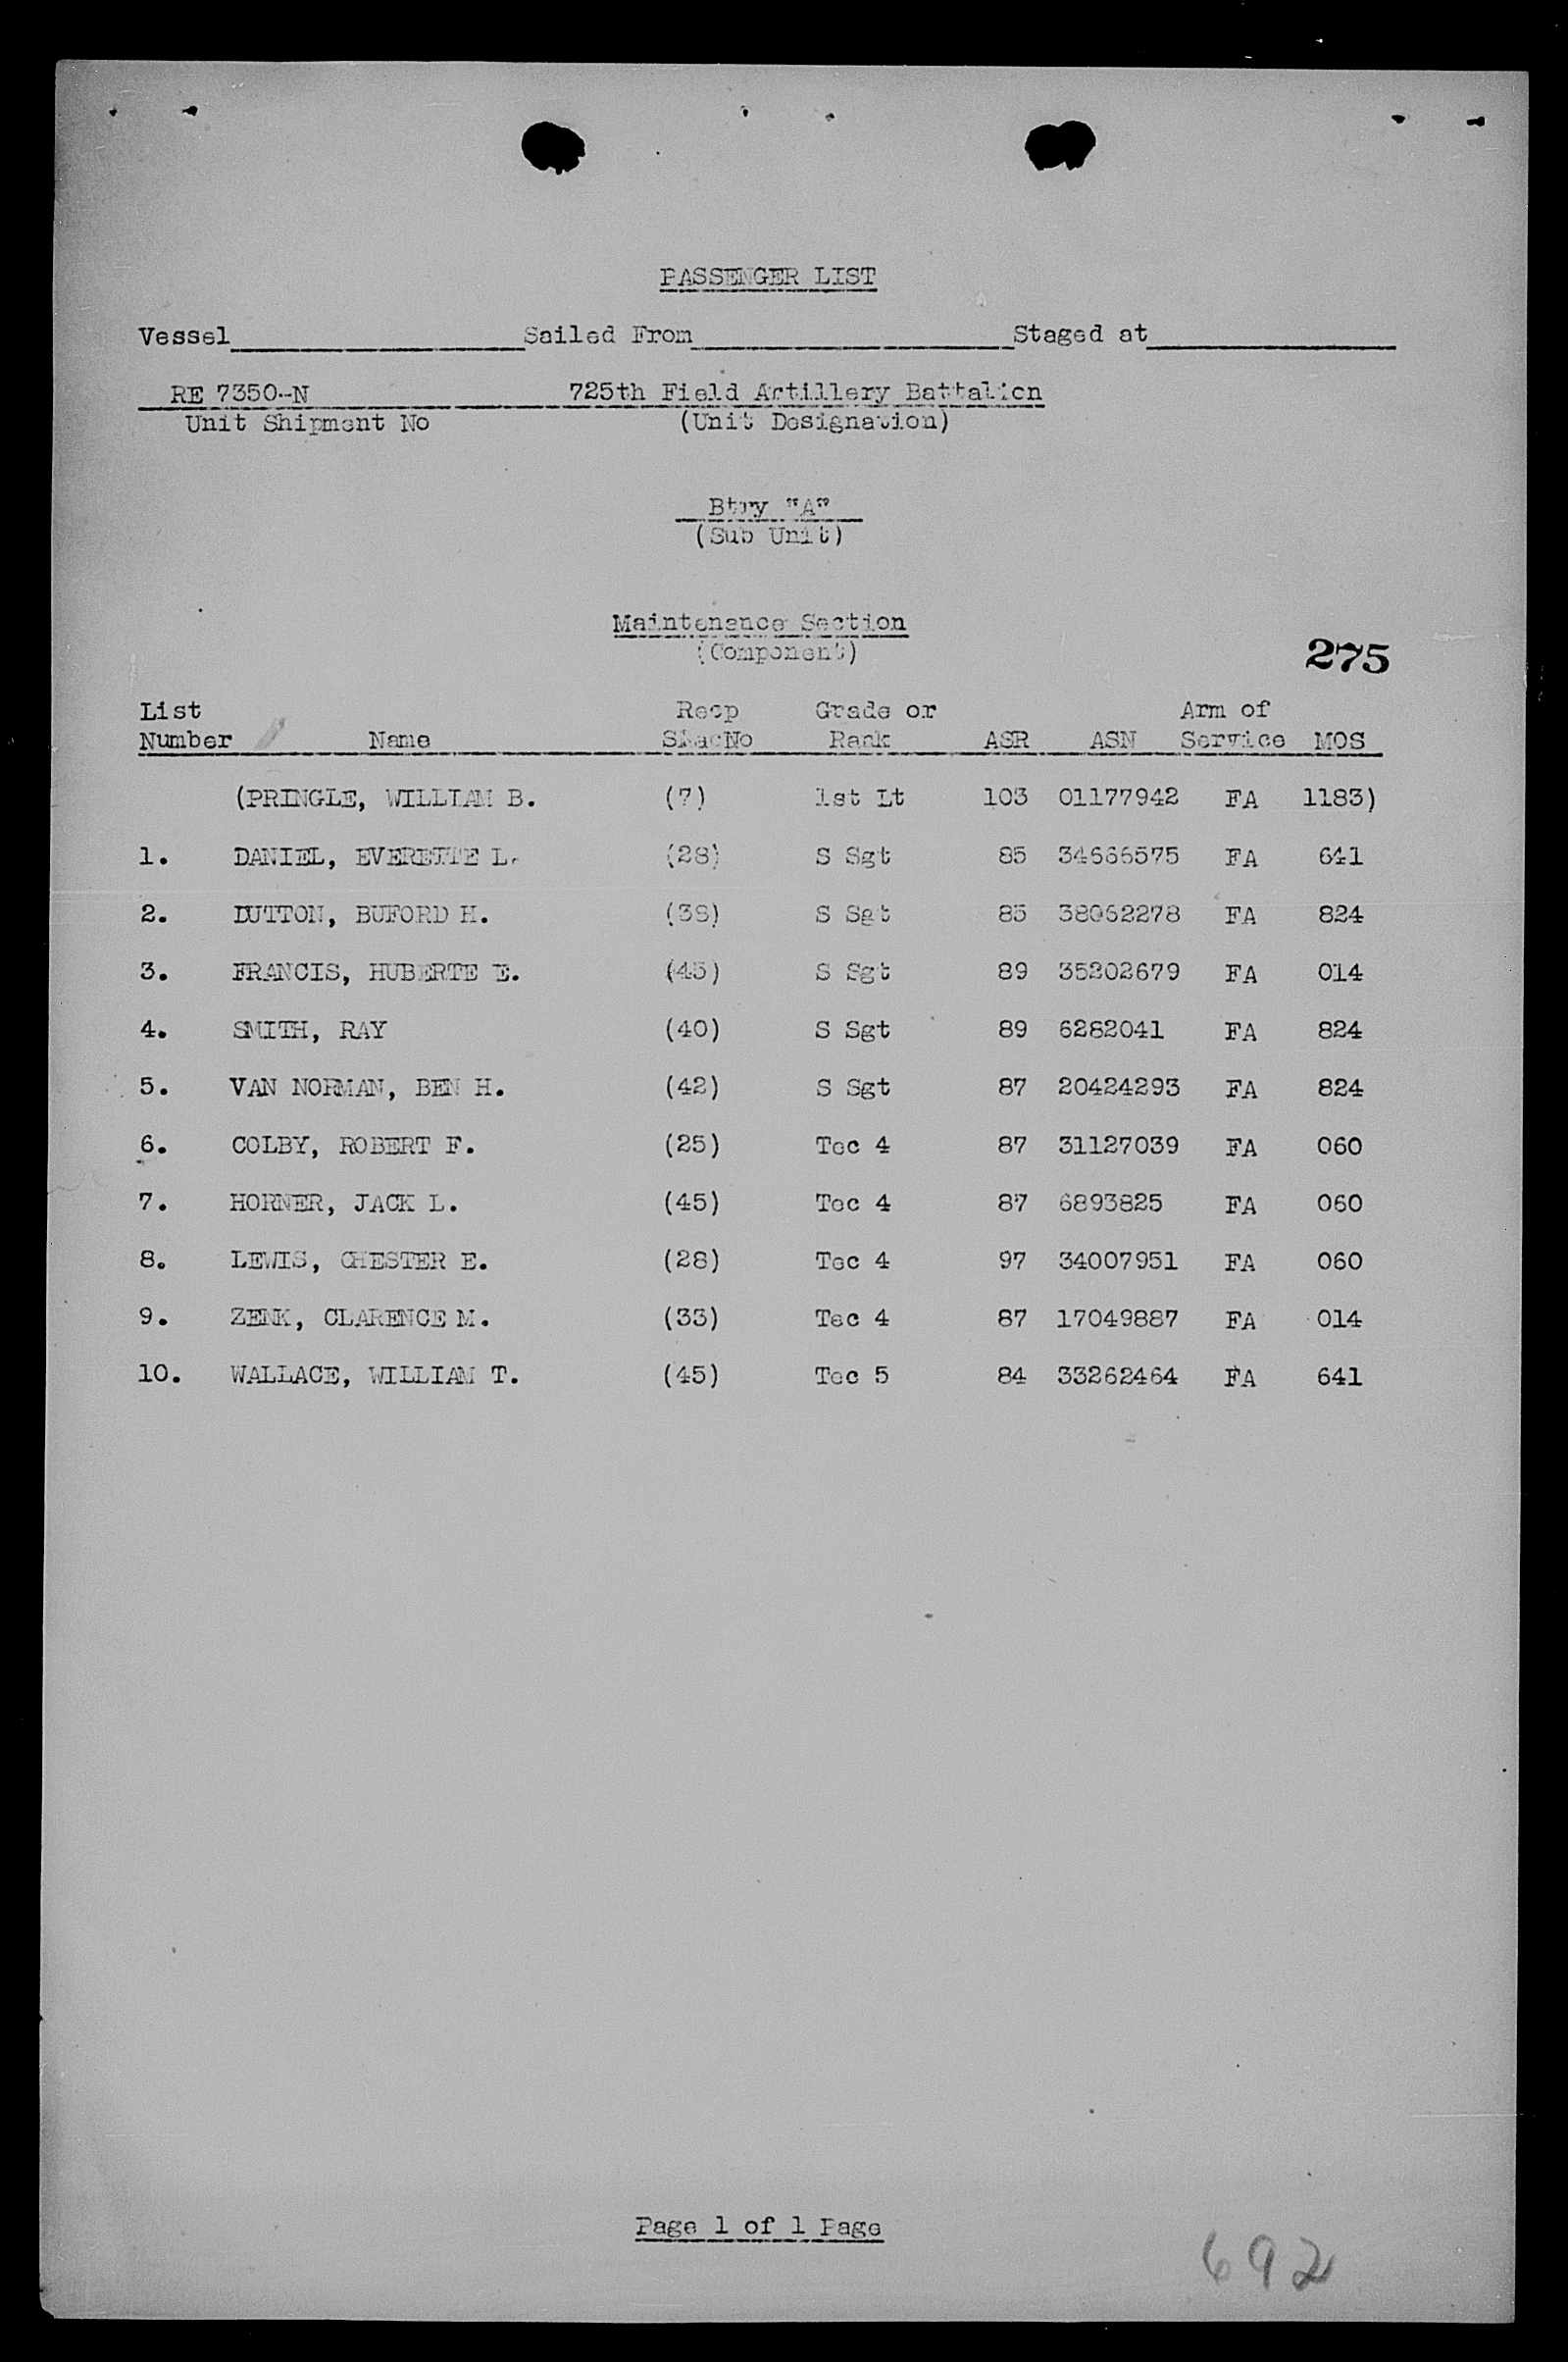 PASSENGER LIST
Vessel Sailed From Staged at
RE 7350-N 725th Field Artillery Battalion
Unit Shipment No (Unit Designation)
Btry "A"
(Sub Unit)
Maintenance Section
(Component)
275
List Recp Grade or Arm of
Number Name StacNo Rank ASR ASN Service MOS
(PRINGLE, WILLIAM B. (7) 1st Lt 103 01177942 FA 1183)
1. DANIEL, EVERETTE L. (28) S Sgt 85 34666575 FA 641
2. DUTTON, BUFORD H. S Sgt 85 38062278 FA 824
3. FRANCIS, HUBERTE E. (45) S Sgt 89 35202679 FA 014
4. SMITH, RAY (40) S Sgt 89 6282041 FA 824
5. VAN NORMAN, BEN H. (42) S Sgt 87 20424293 FA 824
6. COLBY, ROBERT F. (25) Tec 4 87 31127039 FA 060
7. HORNER, JACK L. (45) Tec 4 87 6893825 FA 060
8. LEWIS, CHESTER E. (28) Tec 4 97 34007951 FA 060
9. ZENK, CLARENCE M. (33) Tec 4 87 17049887 FA 014
10. WALLACE, WILLIAM T. (45) Tec 5 84 33262464 FA 641
Page 1 of 1 Page
692